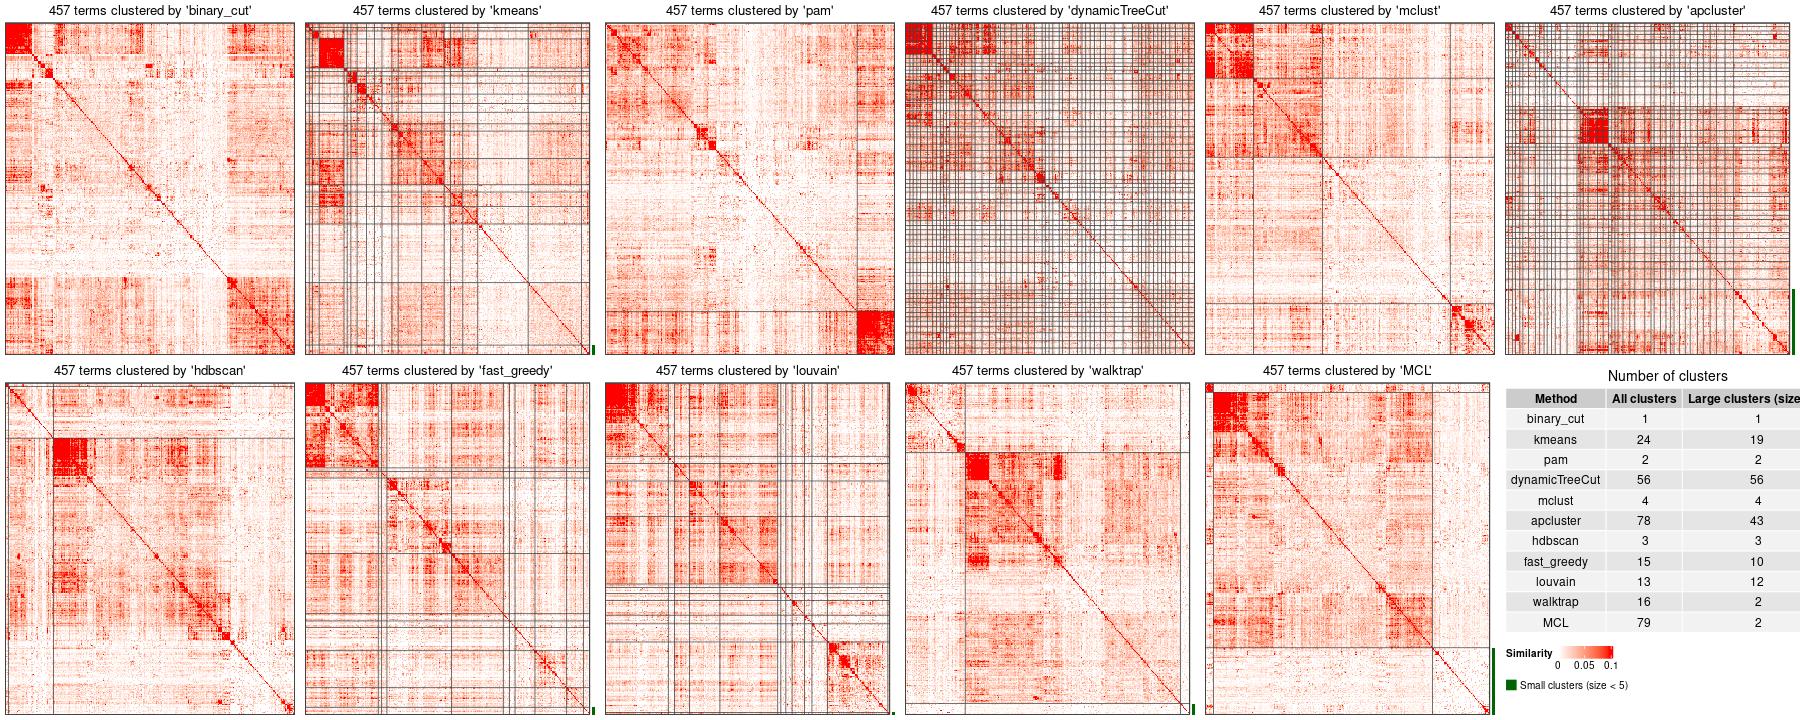 457 terms clustered by 'binary_cut'
457 terms clustered by 'kmeans'
457 terms clustered by 'pam'
457 terms clustered by 'dynamicTreeCut'
457 terms clustered by 'mclust'
457 terms clustered by 'apcluster'
457 terms clustered by 'hdbscan'
457 terms clustered by 'fast_greedy'
457 terms clustered by 'louvain'
457 terms clustered by 'walktrap'
457 terms clustered by 'MCL'
Number of clusters
Method All clusters Large clusters (size
binary_cut 1 1
kmeans 24 19
pam 2 2
dynamicTreeCut 56 56
mclust 4 4
apcluster 78 43
hdbscan 3 3
fast_greedy 15 10
louvain 13 12
walktrap 16 2
MCL 79 2
Similarity
0 0.05 0.1
Small clusters (size < 5)